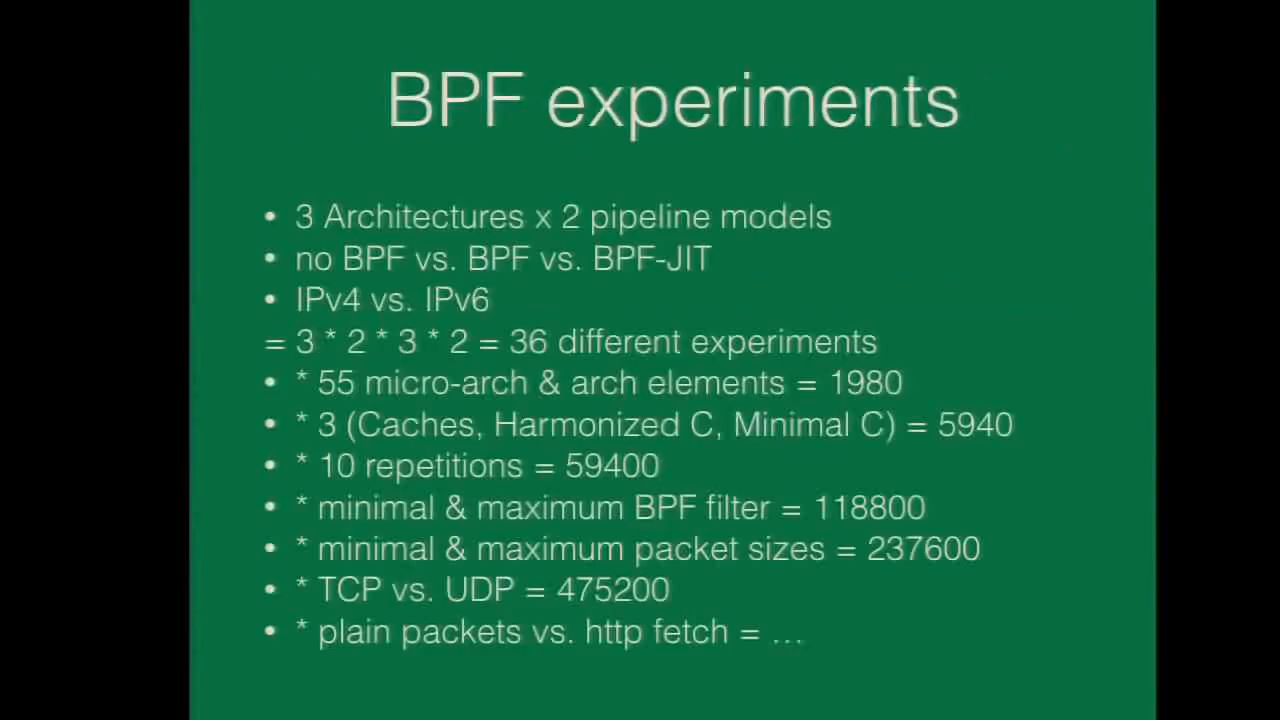 BPF experiments
• 3 Architectures x 2 pipeline models
• no BPF vs. BPF vs. BPF-JIT
• IPv4 vs. IPv6
= 3 * 2 * 3 * 2 = 36 different experiments
• * 55 micro-arch & arch elements = 1980
• * 3 (Caches, Harmonized C, Minimal C) = 5940
• * 10 repetitions = 59400
• * minimal & maximum BPF filter = 118800
• * minimal & maximum packet sizes = 237600
• * TCP vs. UDP = 475200
• * plain packets vs. http fetch = …